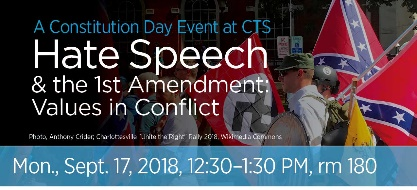 A Constitution Day Event at CTS
Hate Speech
& the 1st Amendment:
Values in Conflict
Photo, Anthony Crider; Charlottesville "Unite the Right" Rally 2018, Wikimedia Commons
Mon., Sept. 17, 2018, 12:30–1:30 PM, rm 180